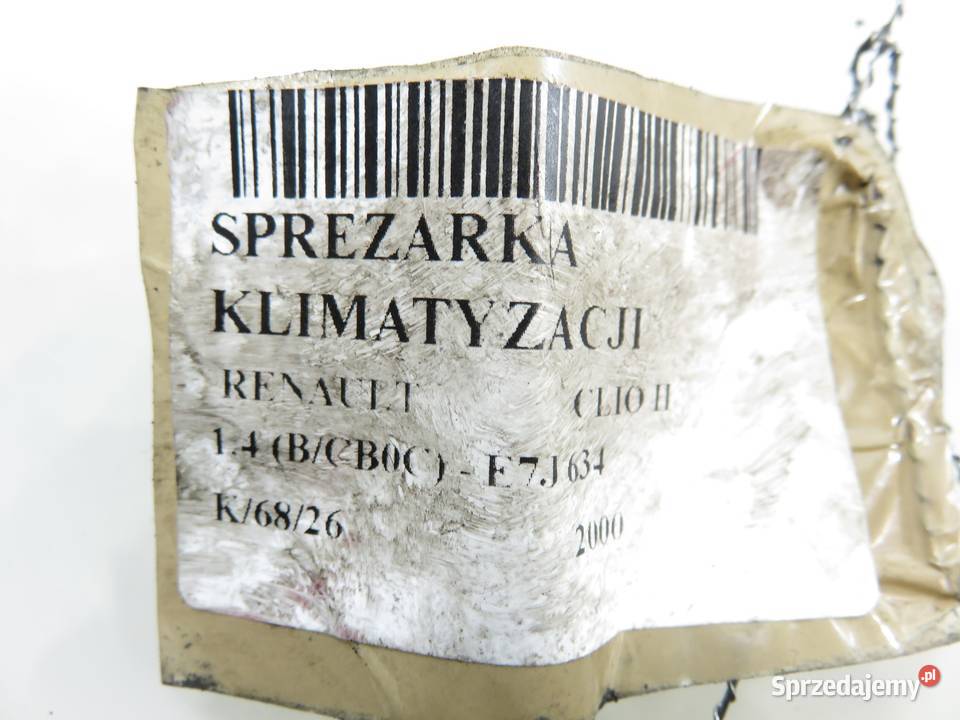 SPREZARKA
KLIMATYZACJI
RENAULT CLIO II
1.4 (B/CB0C) - E7J 634
K/68/26 2000
Sprzedajemy.pl